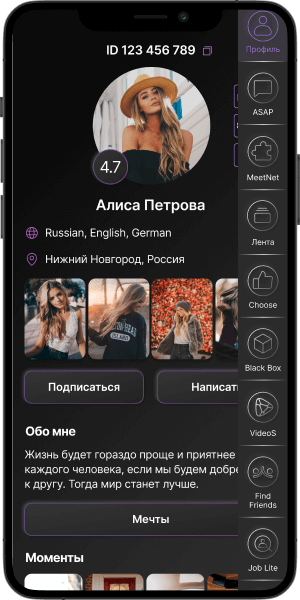 ID 123 456 789
4.7
Алиса Петрова
Russian, English, German
Нижний Новгород, Россия
Подписаться
Написат
Обо мне
Жизнь будет гораздо проще и приятнее
каждого человека, если мы будем добре
к другу. Тогда мир станет лучше.
Мечты
Моменты
Профиль
ASAP
MeetNet
Лента
Choose
Black Box
VideoS
Find
Friends
Job Lite